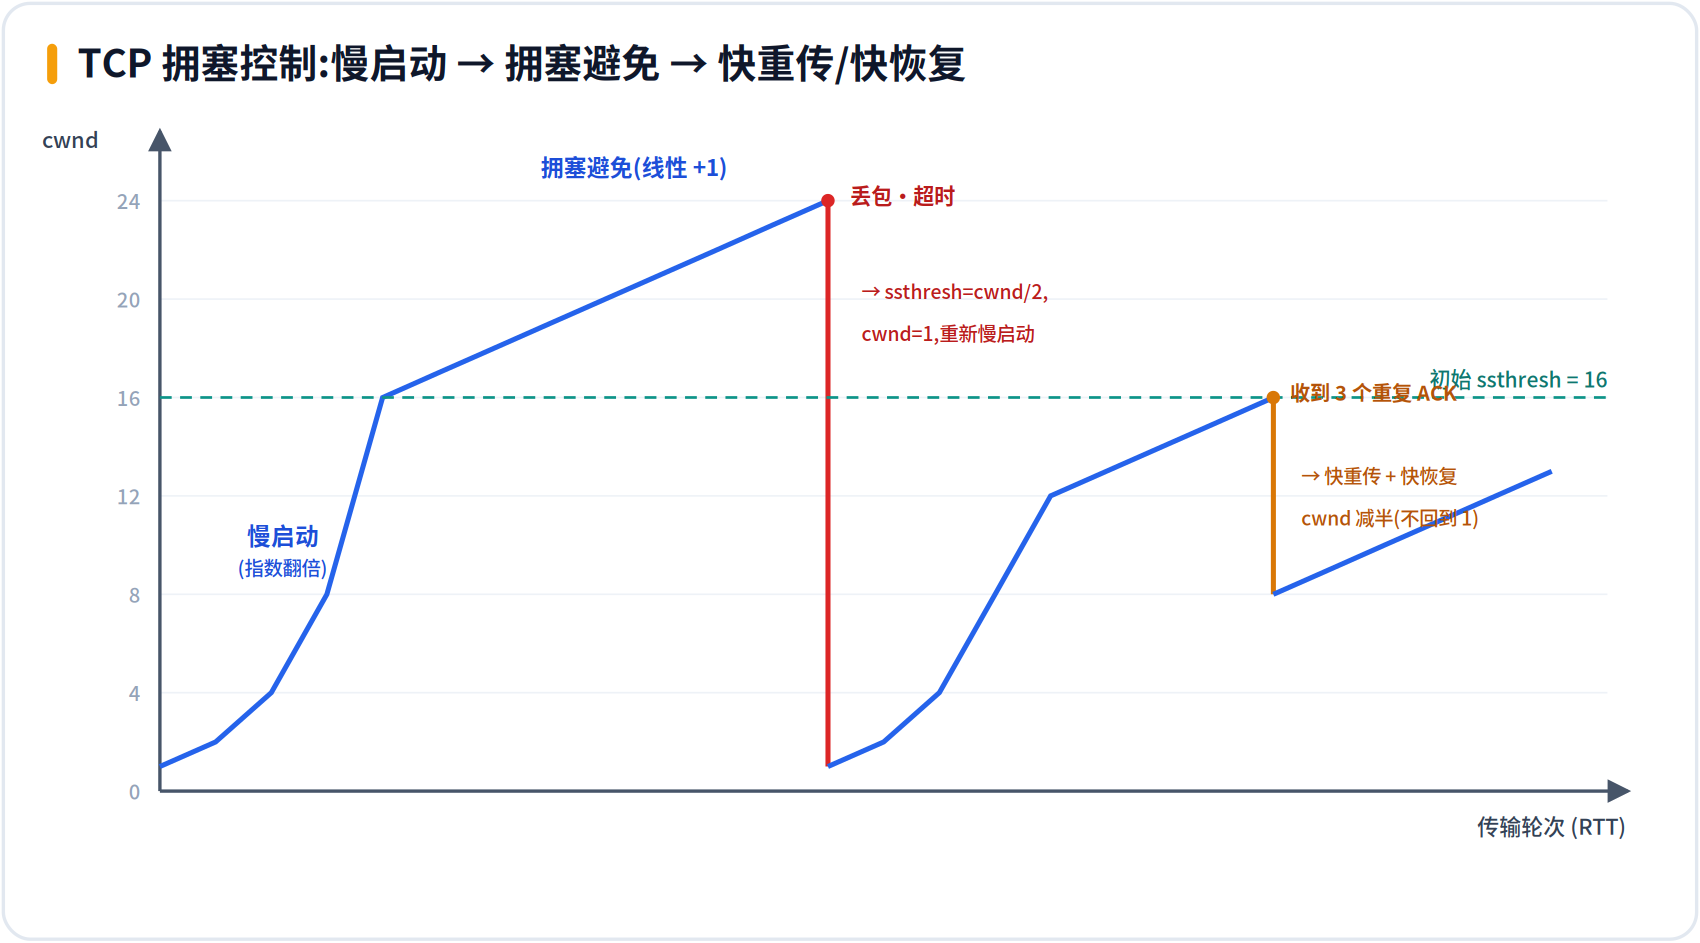 TCP 拥塞控制:慢启动 → 拥塞避免 → 快重传/快恢复
cwnd
拥塞避免(线性 +1)
24
丢包·超时
20
→ ssthresh=cwnd/2,
cwnd=1,重新慢启动
初始 ssthresh = 16
16
收到 3 个重复 ACK
→ 快重传 + 快恢复
12
cwnd 减半(不回到 1)
慢启动
(指数翻倍)
8
4
0
传输轮次 (RTT)